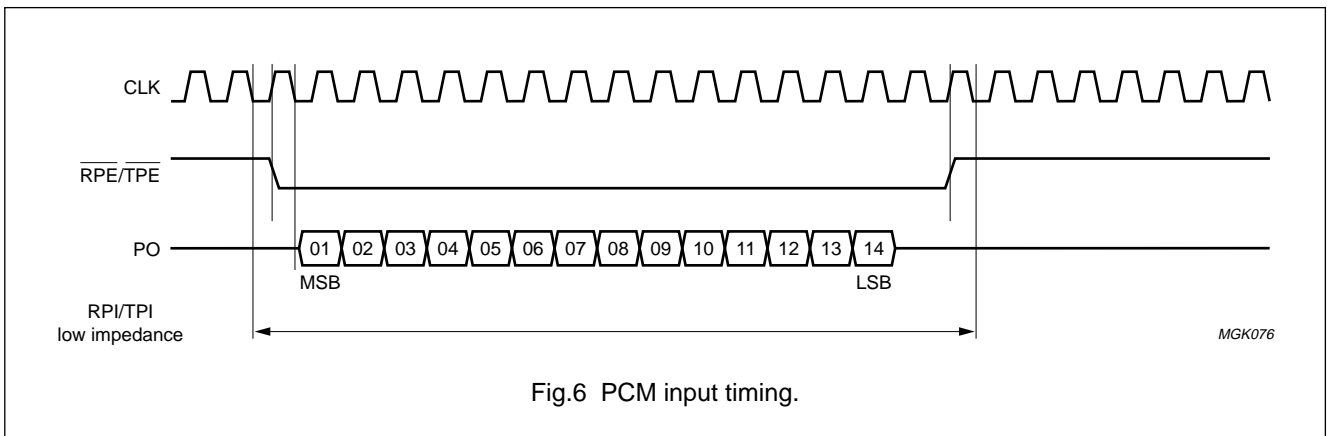 CLK
RPE/TPE
PO
01 02 03 04 05 06 07 08 09 10 11 12 13 14
MSB
LSB
RPI/TPI
low impedance
MGK076
Fig.6 PCM input timing.